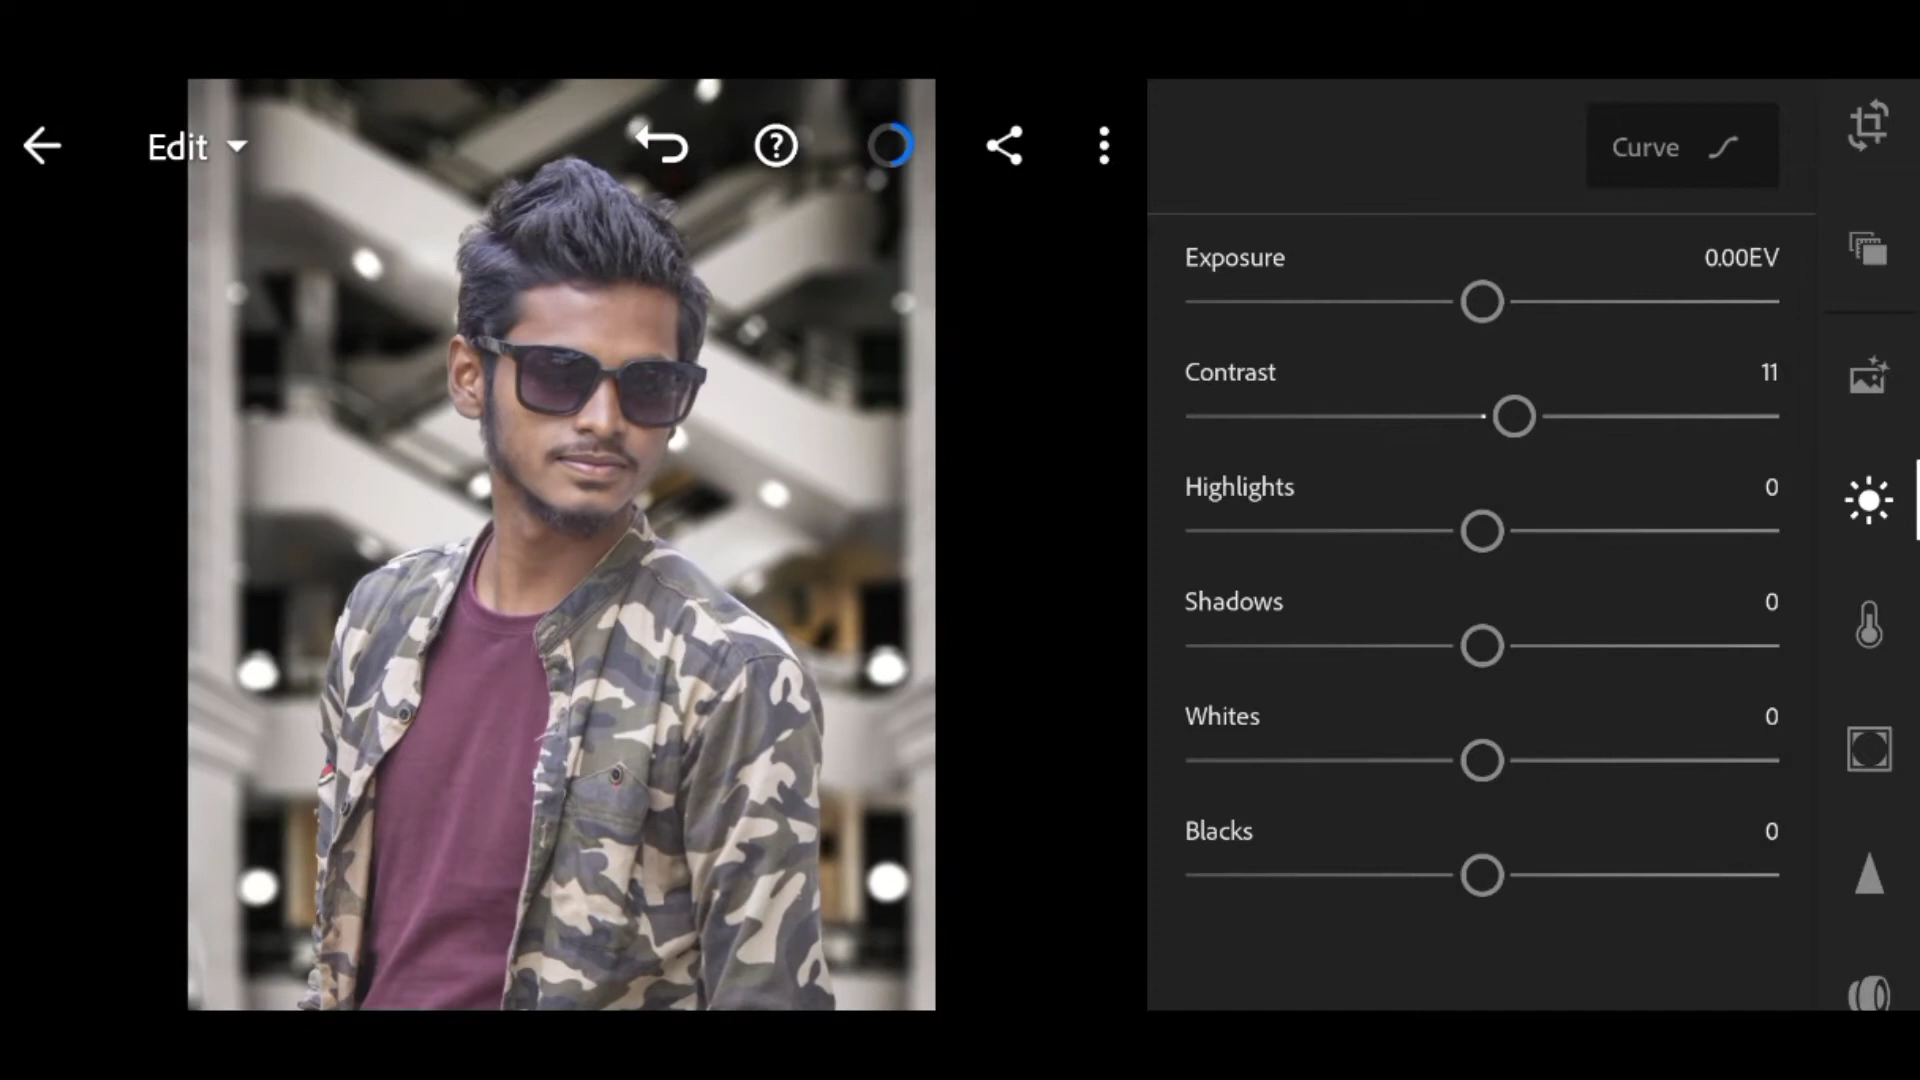 Edit
Curve
Exposure 0.00EV
Contrast 11
Highlights 0
Shadows 0
Whites 0
Blacks 0